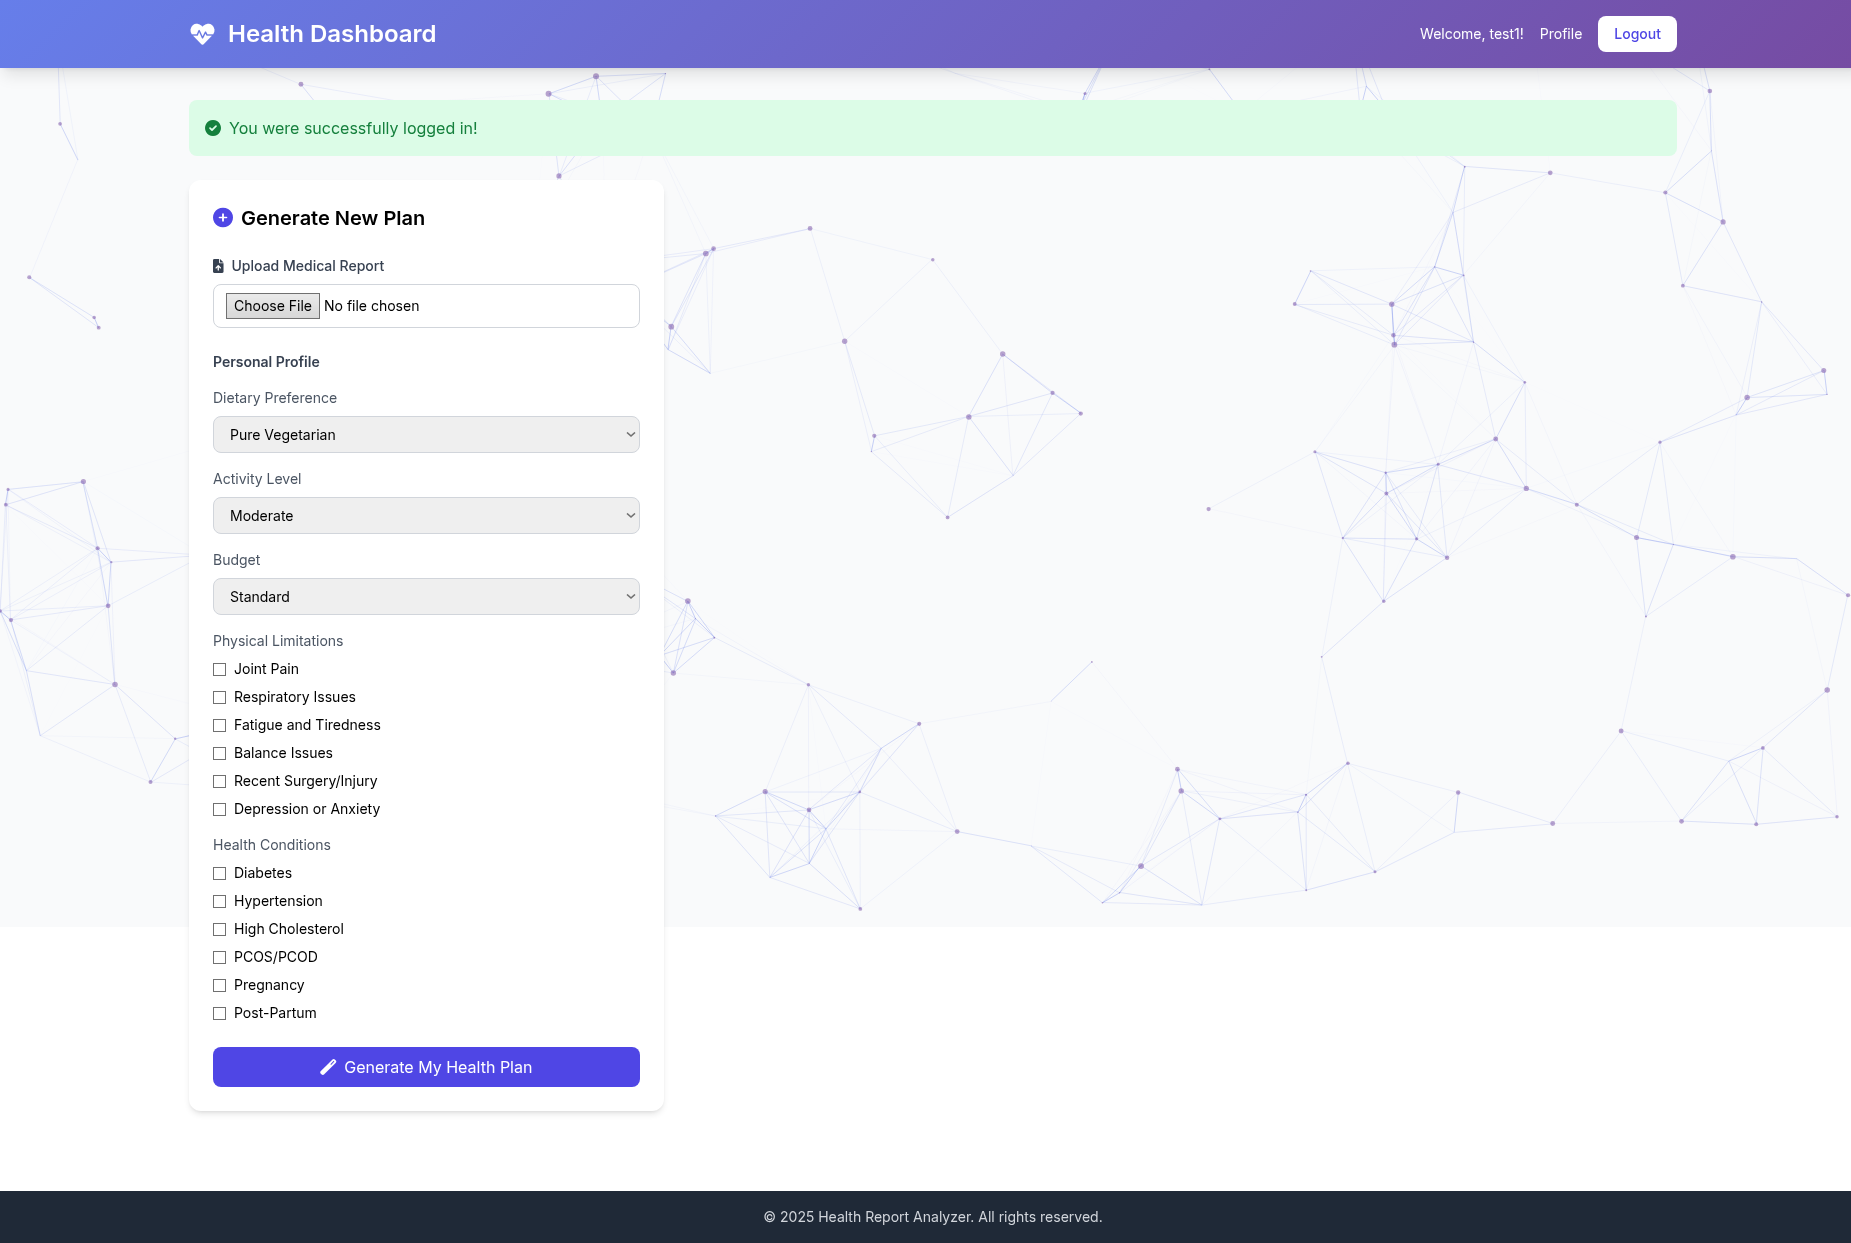 Health Dashboard
Welcome, test1! Profile Logout
You were successfully logged in!
Generate New Plan
Upload Medical Report
Choose File No file chosen
Personal Profile
Dietary Preference
Pure Vegetarian
Activity Level
Moderate
Budget
Standard
Physical Limitations
Joint Pain
Respiratory Issues
Fatigue and Tiredness
Balance Issues
Recent Surgery/Injury
Depression or Anxiety
Health Conditions
Diabetes
Hypertension
High Cholesterol
PCOS/PCOD
Pregnancy
Post-Partum
Generate My Health Plan
© 2025 Health Report Analyzer. All rights reserved.